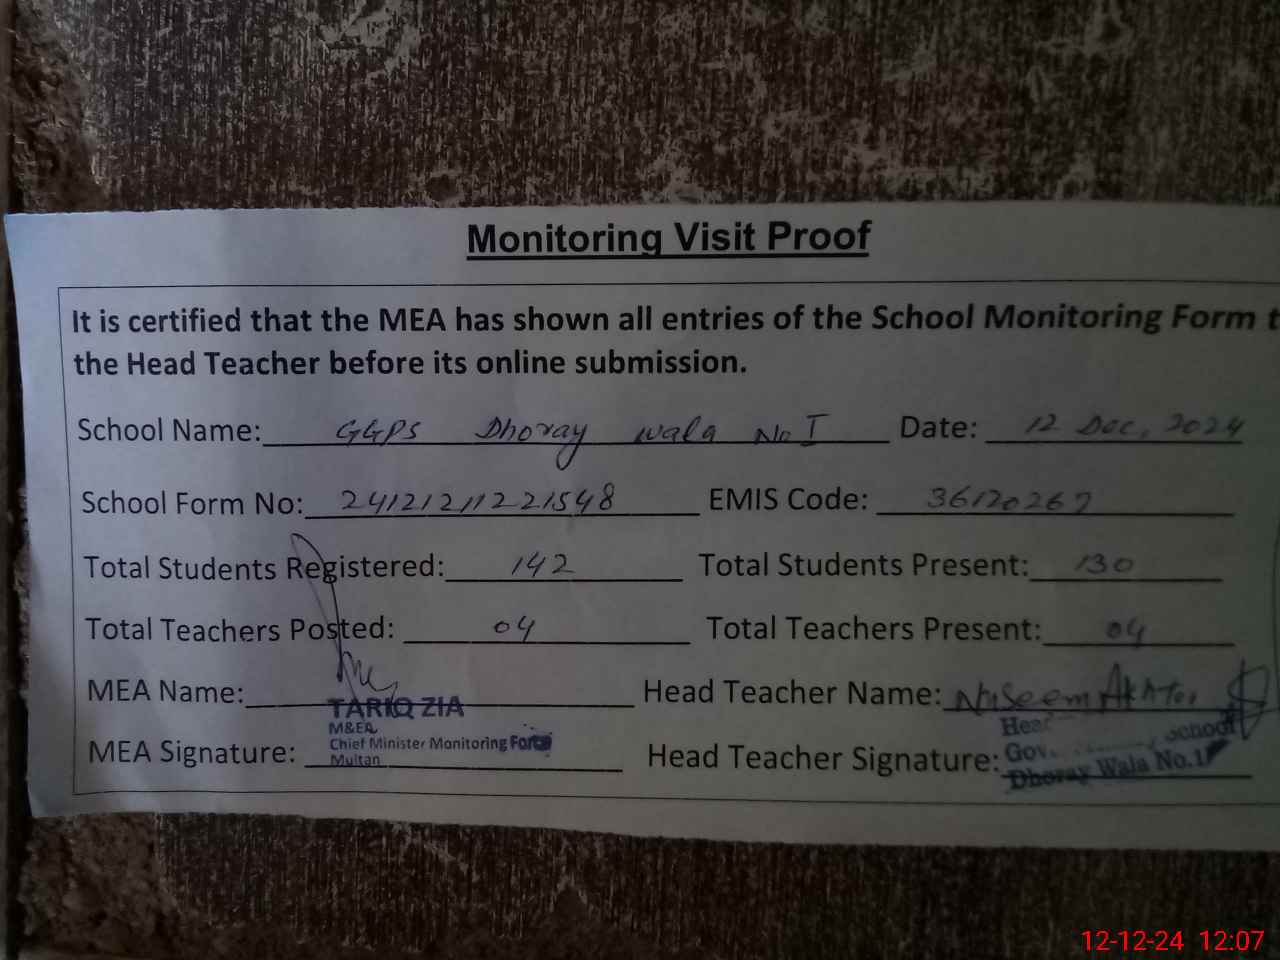 Monitoring Visit Proof
It is certified that the MEA has shown all entries of the School Monitoring Form t
the Head Teacher before its online submission.
School Name: GGPS Dhoray wala No I Date: 12 Dec, 2024
School Form No: 241212112221548 EMIS Code: 36120267
Total Students Registered: 142 Total Students Present: 130
Total Teachers Posted: 04 Total Teachers Present: 04
MEA Name: Head Teacher Name: Naseem Akhtar
TARIQ ZIA
M&EA
Chief Minister Monitoring Force
Multan
MEA Signature: Head Teacher Signature:
Hea
Gov. School
Dhoray Wala No.1
12-12-24 12:07